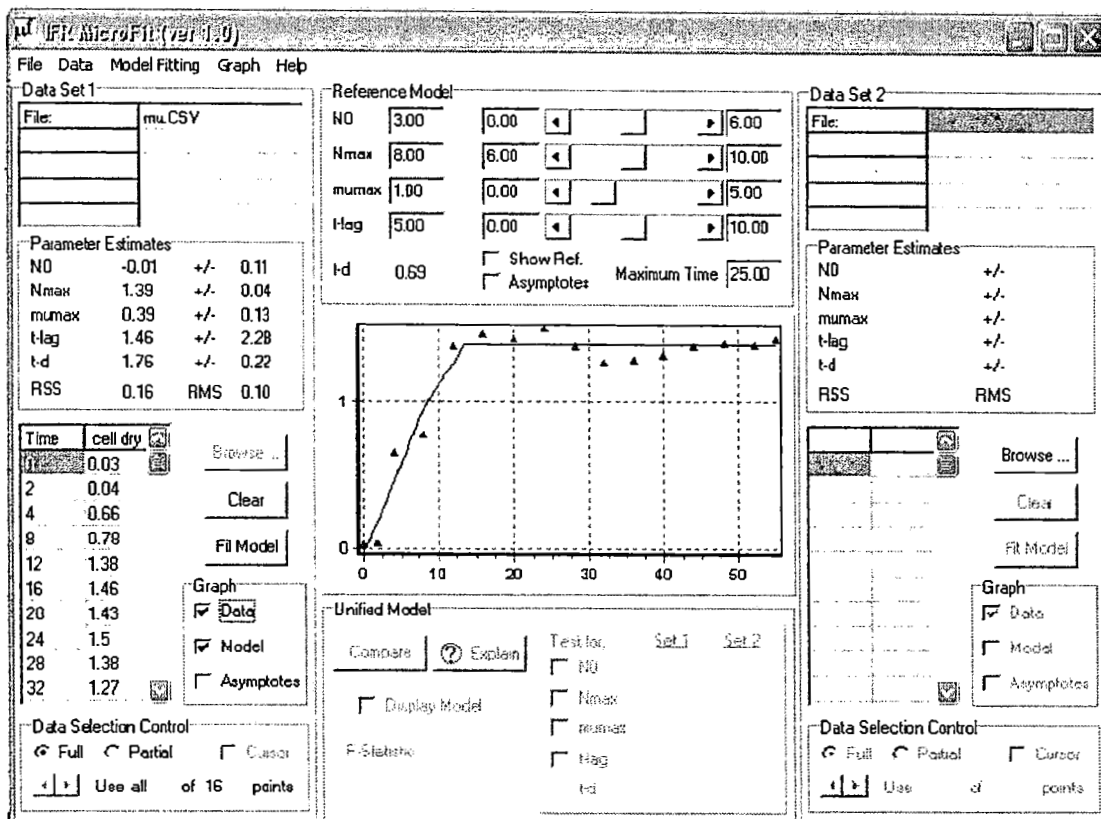 µf IFR MicroFit (ver 1.0)
File Data Model Fitting Graph Help
Data Set 1
File: mu.CSV
Parameter Estimates
N0 -0.01 +/- 0.11
Nmax 1.39 +/- 0.04
mumax 0.39 +/- 0.13
t-lag 1.46 +/- 2.28
t-d 1.76 +/- 0.22
RSS 0.16 RMS 0.10
Time cell dry
0.03
2 0.04
4 0.66
8 0.78
12 1.38
16 1.46
20 1.43
24 1.5
28 1.38
32 1.27
Browse ...
Clear
Fit Model
Graph
Data
Model
Asymptotes
Data Selection Control
Full Partial Cursor
Use all of 16 points
Reference Model
N0 3.00 0.00 6.00
Nmax 8.00 6.00 10.00
mumax 1.00 0.00 5.00
t-lag 5.00 0.00 10.00
t-d 0.69
Show Ref.
Asymptotes
Maximum Time 25.00
1
0
0 10 20 30 40 50
Unified Model
Compare
? Explain
Display Model
F-Statistic
Test for: Set 1 Set 2
N0
Nmax
mumax
t-lag
t-d
Data Set 2
File:
Parameter Estimates
N0 +/-
Nmax +/-
mumax +/-
t-lag +/-
t-d +/-
RSS RMS
Browse ...
Clear
Fit Model
Graph
Data
Model
Asymptotes
Data Selection Control
Full Partial Cursor
Use of points